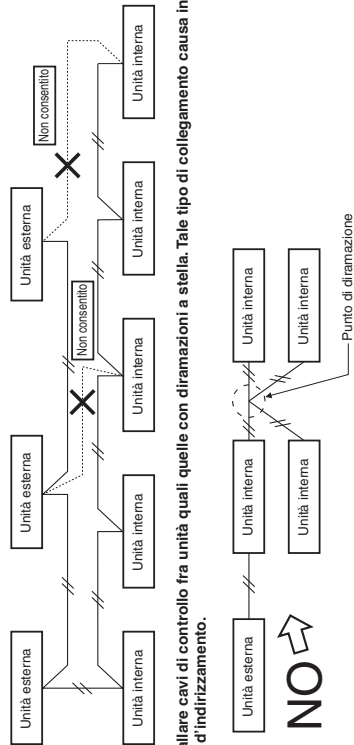 Unità esterna
Unità esterna
Unità esterna
Non consentito
Non consentito
Unità interna
Unità interna
Unità interna
Unità interna
Unità interna
llare cavi di controllo fra unità quali quelle con diramazioni a stella. Tale tipo di collegamento causa in
d'indirizzamento.
Unità esterna
Unità interna
Unità interna
Unità interna
Unità interna
NO
Punto di diramazione